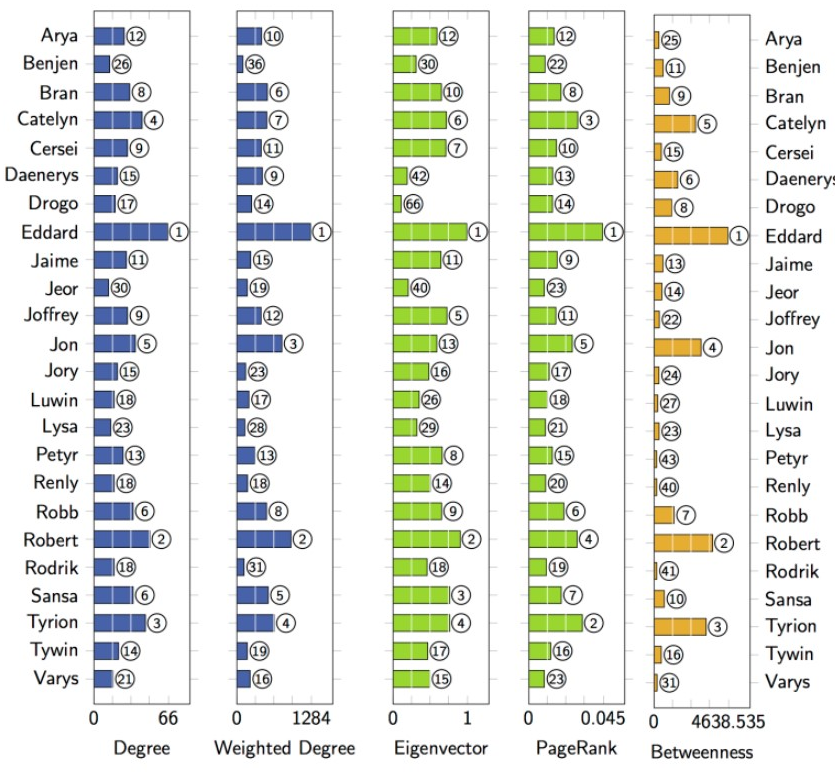 Arya 12 10 12 12 25 Arya
Benjen 26 36 30 22 11 Benjen
Bran 8 6 10 8 9 Bran
Catelyn 4 7 6 3 5 Catelyn
Cersei 9 11 7 10 15 Cersei
Daenerys 15 9 42 13 6 Daenerys
Drogo 17 14 66 14 8 Drogo
Eddard 1 1 1 1 1 Eddard
Jaime 11 15 11 9 13 Jaime
Jeor 30 19 40 23 14 Jeor
Joffrey 9 12 5 11 22 Joffrey
Jon 5 3 13 5 4 Jon
Jory 15 23 16 17 24 Jory
Luwin 18 17 26 18 27 Luwin
Lysa 23 28 29 21 23 Lysa
Petyr 13 13 8 15 43 Petyr
Renly 18 18 14 20 40 Renly
Robb 6 8 9 6 7 Robb
Robert 2 2 2 4 2 Robert
Rodrik 18 31 18 19 41 Rodrik
Sansa 6 5 3 7 10 Sansa
Tyrion 3 4 4 2 3 Tyrion
Tywin 14 19 17 16 16 Tywin
Varys 21 16 15 23 31 Varys
0 66 0 1284 0 1 0 0.045 0 4638.535
Degree Weighted Degree Eigenvector PageRank Betweenness